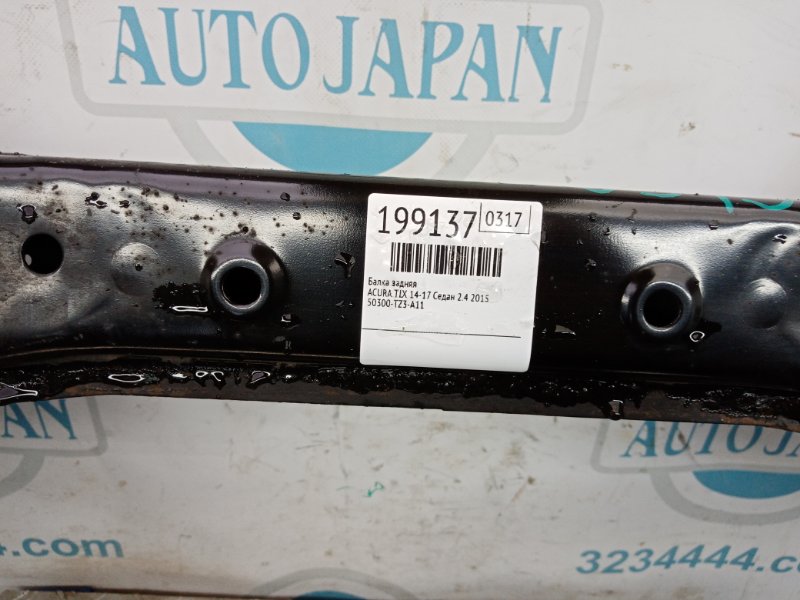 AUTO JAPAN
199137 0317
Балка задняя
ACURA TLX 14-17 Седан 2.4 2015
50300-TZ3-A11
AUTO JAPAN
4.com
3234444.com